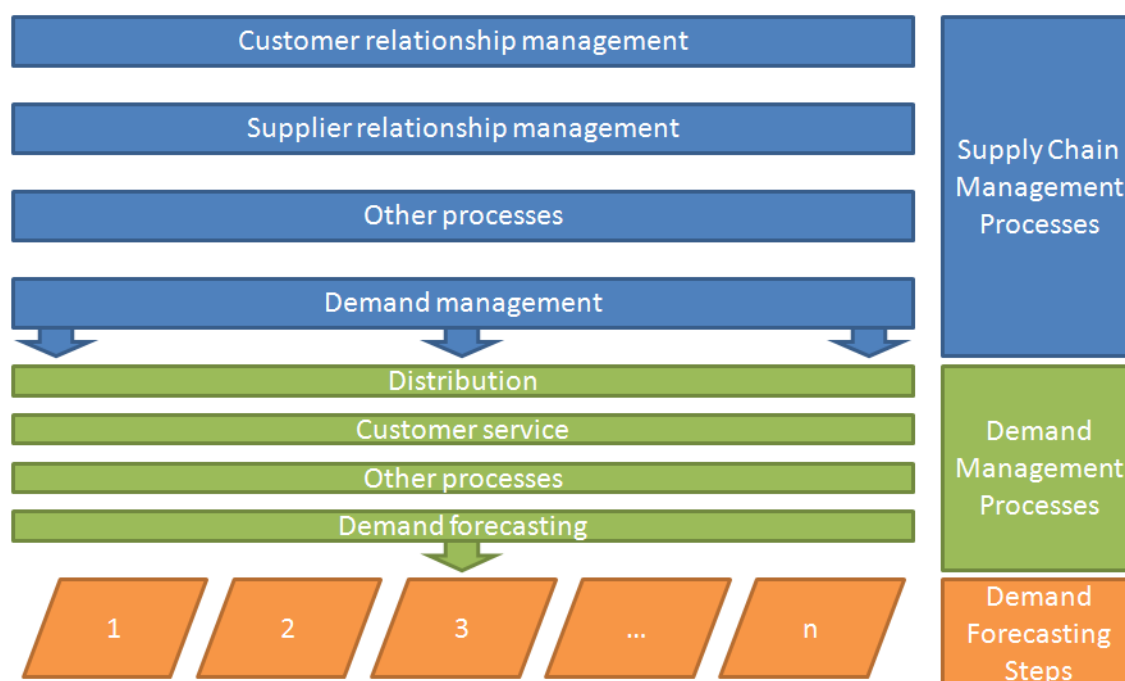 Customer relationship management
Supplier relationship management
Other processes
Demand management
Supply Chain
Management
Processes
Distribution
Customer service
Other processes
Demand forecasting
Demand
Management
Processes
1
2
3
...
n
Demand
Forecasting
Steps